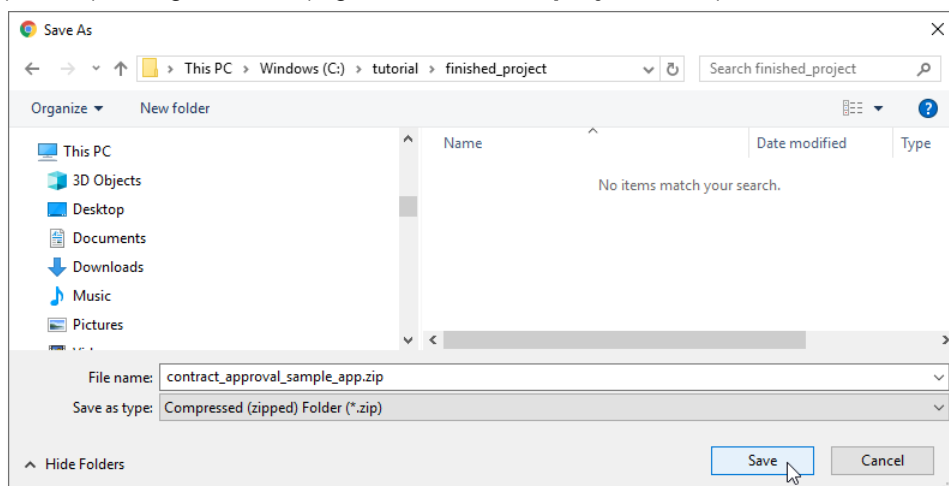 Save As
This PC > Windows (C:) > tutorial > finished_project
Search finished_project
Organize
New folder
Name
Date modified
Type
This PC
3D Objects
Desktop
Documents
Downloads
Music
Pictures
No items match your search.
File name: contract_approval_sample_app.zip
Save as type: Compressed (zipped) Folder (*.zip)
Hide Folders
Save
Cancel